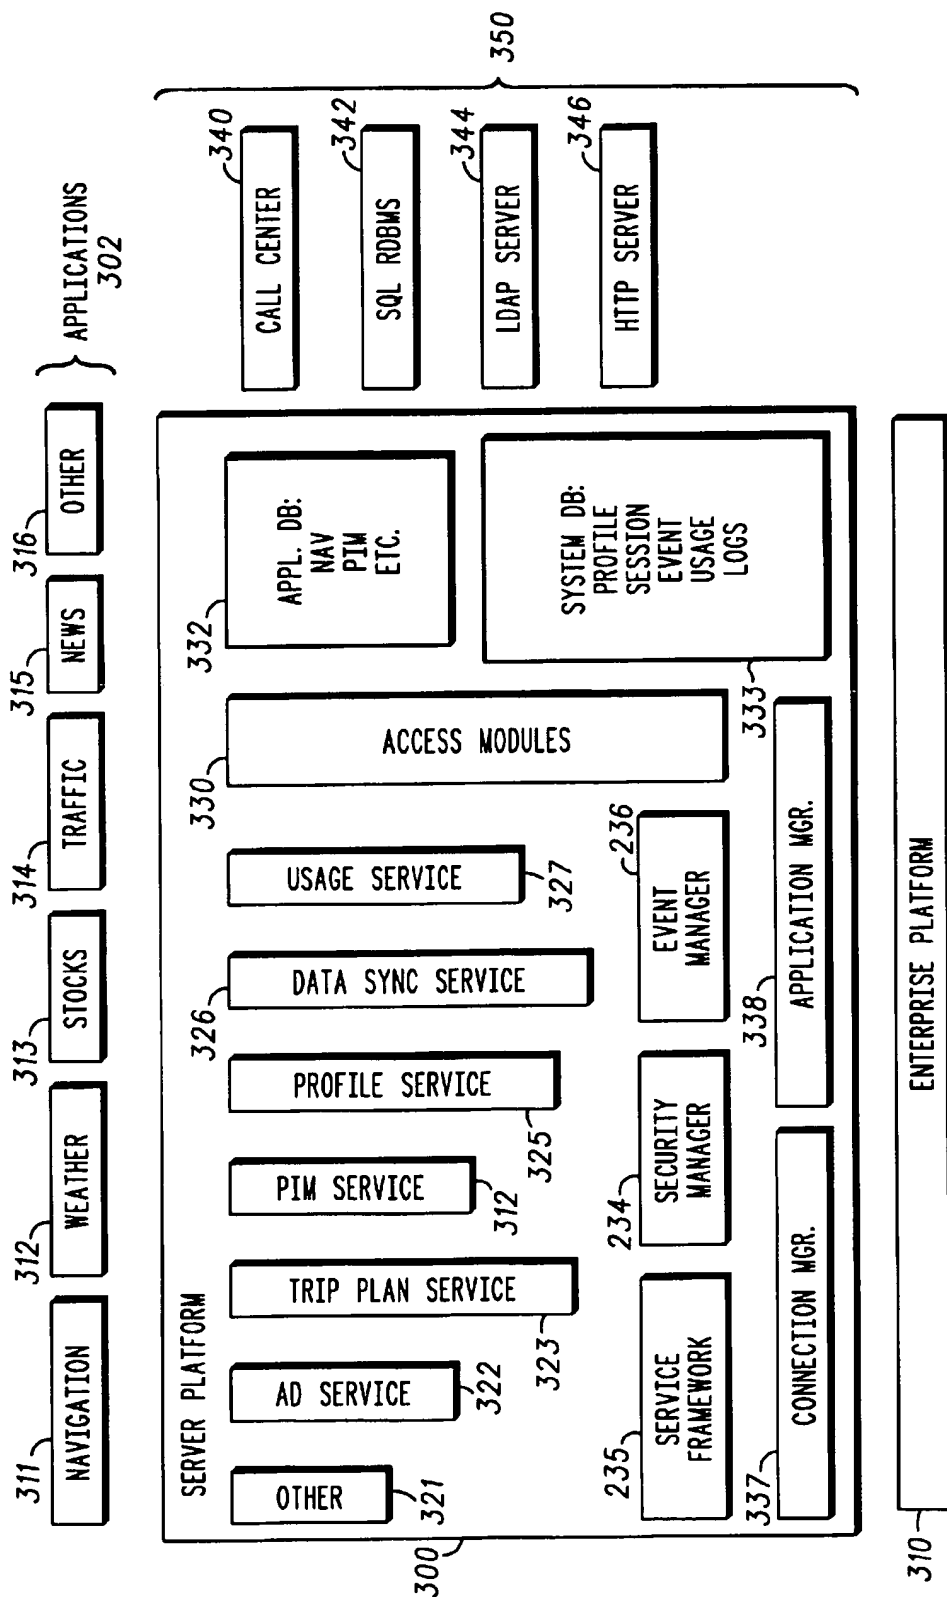 311
312
313
314
315
316
NAVIGATION
WEATHER
STOCKS
TRAFFIC
NEWS
OTHER
APPLICATIONS
302
SERVER PLATFORM
300
OTHER
321
AD SERVICE
322
TRIP PLAN SERVICE
323
PIM SERVICE
312
PROFILE SERVICE
325
326
DATA SYNC SERVICE
USAGE SERVICE
327
330
ACCESS MODULES
332
APPL. DB:
NAV
PIM
ETC.
SYSTEM DB:
PROFILE
SESSION
EVENT
USAGE
LOGS
333
235
SERVICE
FRAMEWORK
234
SECURITY
MANAGER
236
EVENT
MANAGER
337
CONNECTION MGR.
338
APPLICATION MGR.
340
CALL CENTER
342
SQL RDBMS
344
LDAP SERVER
346
HTTP SERVER
350
310
ENTERPRISE PLATFORM